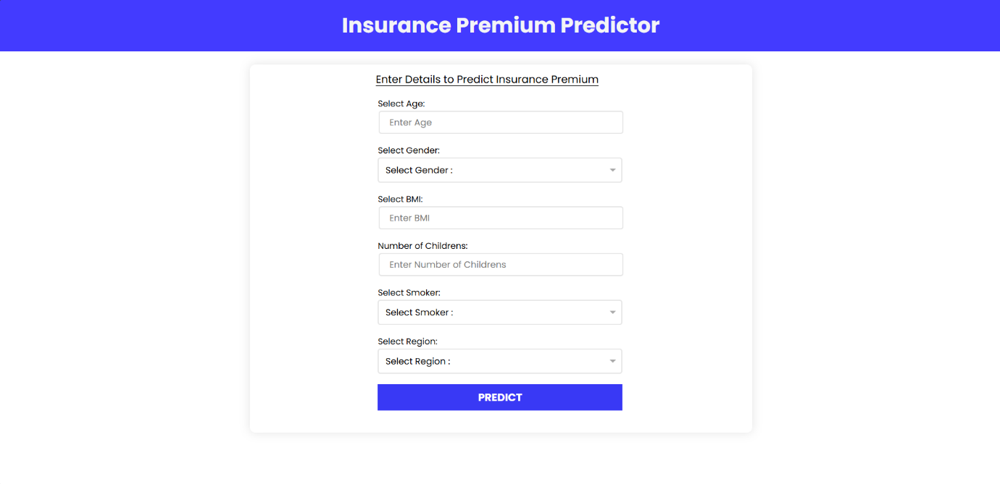 Insurance Premium Predictor
Enter Details to Predict Insurance Premium
Select Age:
Enter Age
Select Gender:
Select Gender :
Select BMI:
Enter BMI
Number of Childrens:
Enter Number of Childrens
Select Smoker:
Select Smoker :
Select Region:
Select Region :
PREDICT